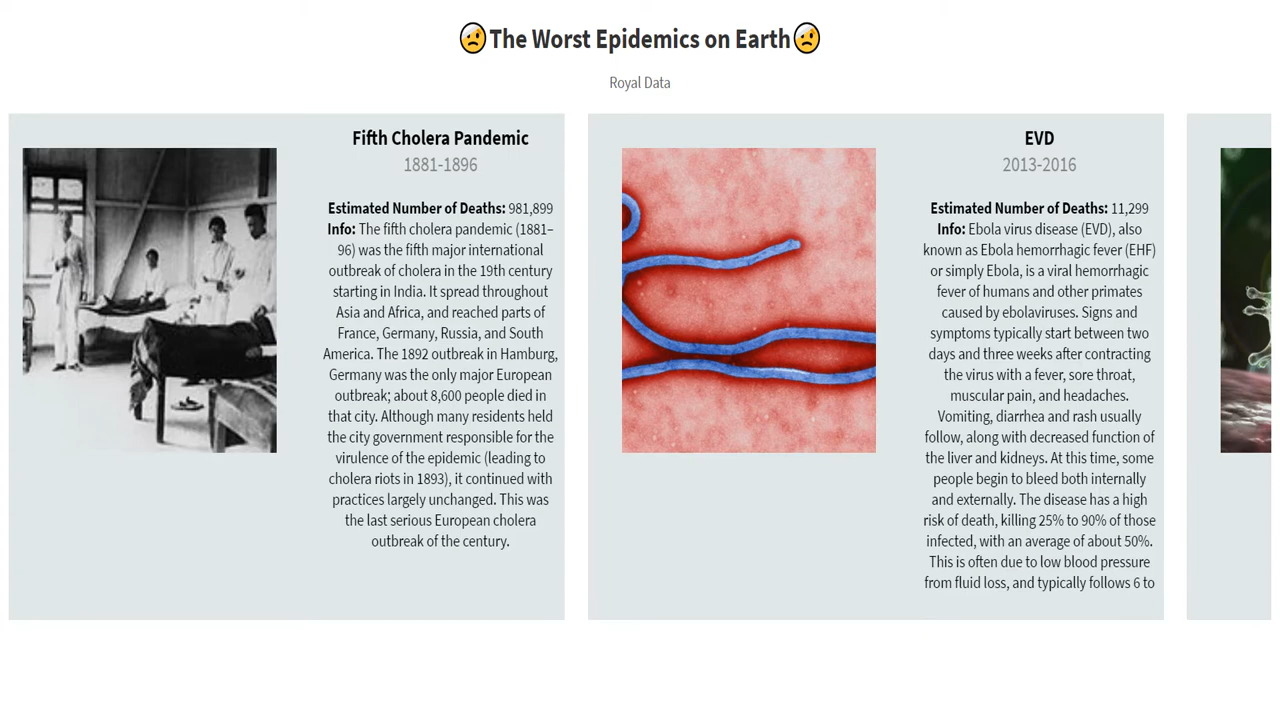 The Worst Epidemics on Earth
Royal Data
Fifth Cholera Pandemic
1881-1896
Estimated Number of Deaths: 981,899
Info: The fifth cholera pandemic (1881–
96) was the fifth major international
outbreak of cholera in the 19th century
starting in India. It spread throughout
Asia and Africa, and reached parts of
France, Germany, Russia, and South
America. The 1892 outbreak in Hamburg,
Germany was the only major European
outbreak; about 8,600 people died in
that city. Although many residents held
the city government responsible for the
virulence of the epidemic (leading to
cholera riots in 1893), it continued with
practices largely unchanged. This was
the last serious European cholera
outbreak of the century.
EVD
2013-2016
Estimated Number of Deaths: 11,299
Info: Ebola virus disease (EVD), also
known as Ebola hemorrhagic fever (EHF)
or simply Ebola, is a viral hemorrhagic
fever of humans and other primates
caused by ebolaviruses. Signs and
symptoms typically start between two
days and three weeks after contracting
the virus with a fever, sore throat,
muscular pain, and headaches.
Vomiting, diarrhea and rash usually
follow, along with decreased function of
the liver and kidneys. At this time, some
people begin to bleed both internally
and externally. The disease has a high
risk of death, killing 25% to 90% of those
infected, with an average of about 50%.
This is often due to low blood pressure
from fluid loss, and typically follows 6 to